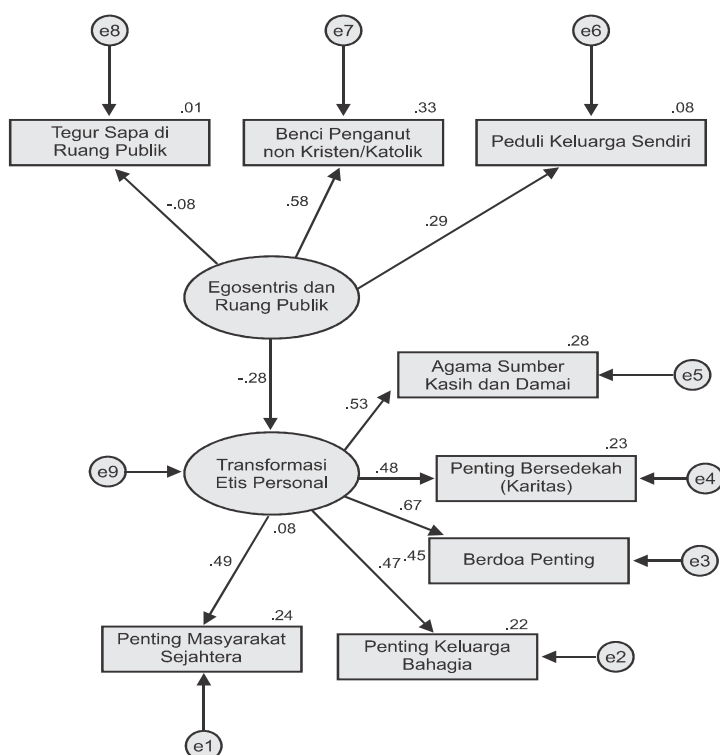 e8
e7
e6
.01
.33
.08
Tegur Sapa di
Ruang Publik
Benci Penganut
non Kristen/Katolik
Peduli Keluarga Sendiri
-.08
.58
.29
Egosentris dan
Ruang Publik
-.28
.28
Agama Sumber
Kasih dan Damai
e5
.53
.23
e9
Transformasi
Etis Personal
.48
Penting Bersedekah
(Karitas)
e4
.67
.08
.45
Berdoa Penting
e3
.49
.47
.24
Penting Masyarakat
Sejahtera
.22
Penting Keluarga
Bahagia
e2
e1